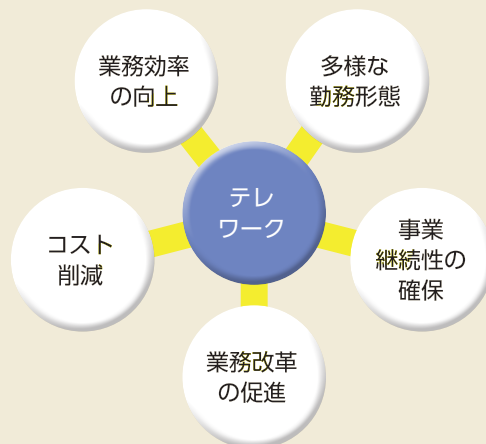 業務効率
の向上
多様な
勤務形態
テレ
ワーク
コスト
削減
事業
継続性の
確保
業務改革
の促進